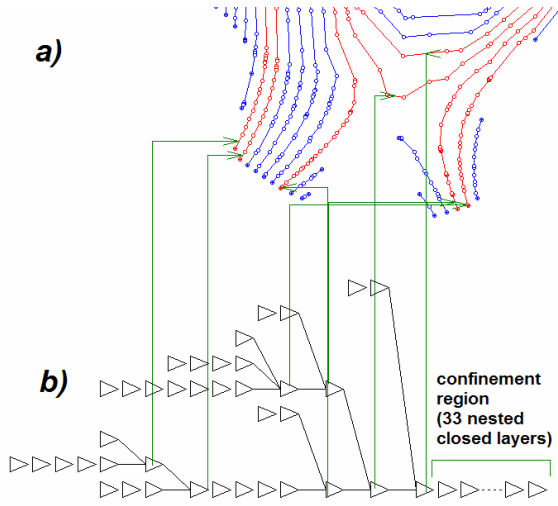 a)
b)
confinement
region
(33 nested
closed layers)